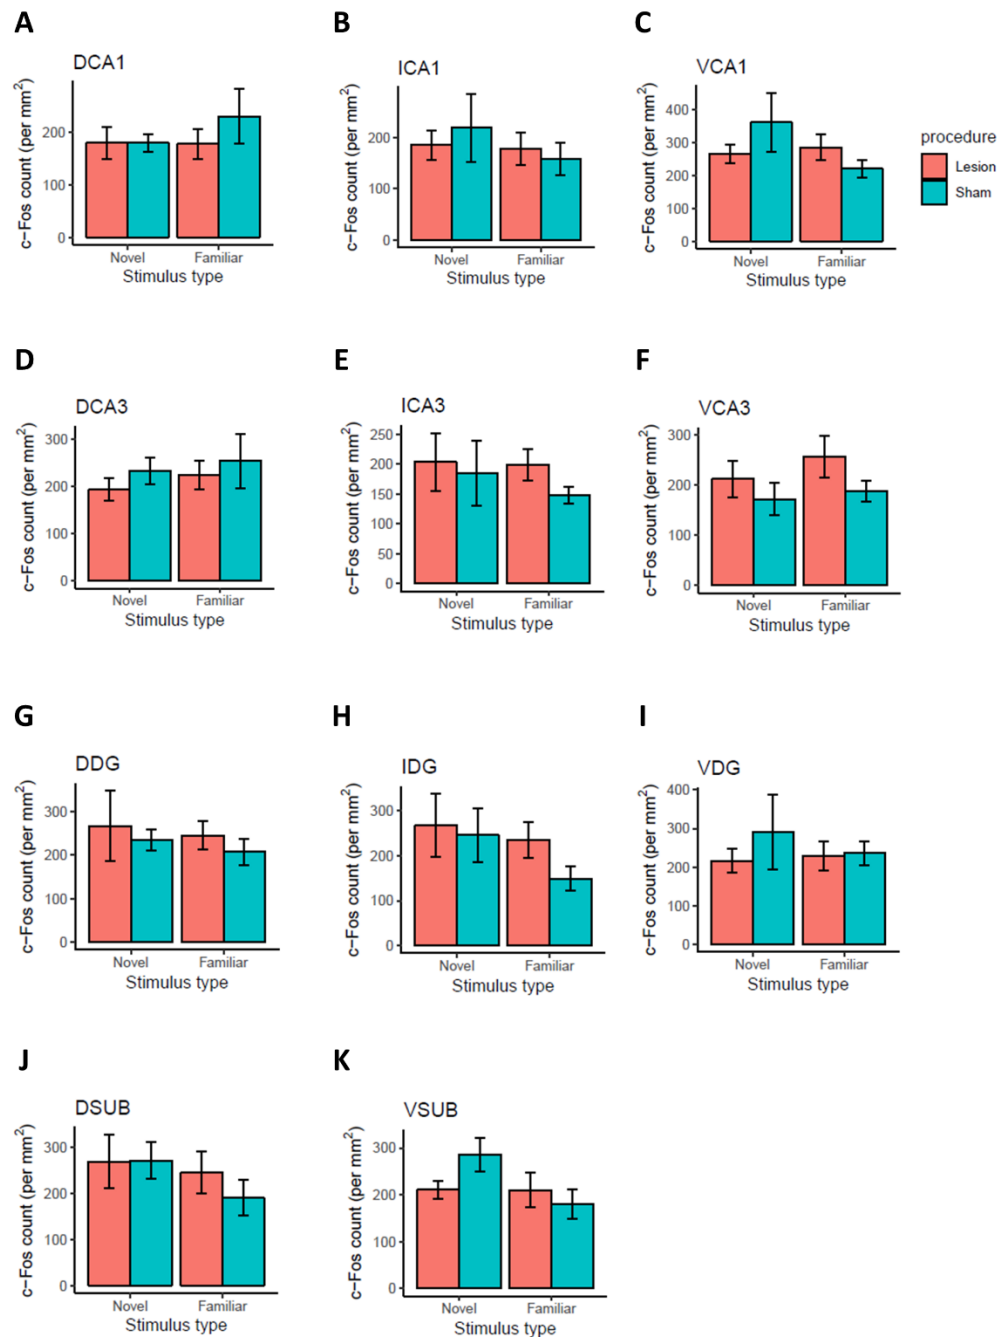 A
DCA1
c-Fos count (per mm²)
200
100
0
Novel Familiar
Stimulus type
B
ICA1
c-Fos count (per mm²)
200
100
0
Novel Familiar
Stimulus type
C
VCA1
c-Fos count (per mm²)
400
300
200
100
0
Novel Familiar
Stimulus type
procedure
Lesion
Sham
D
DCA3
c-Fos count (per mm²)
300
200
100
0
Novel Familiar
Stimulus type
E
ICA3
c-Fos count (per mm²)
250
200
150
100
50
0
Novel Familiar
Stimulus type
F
VCA3
c-Fos count (per mm²)
300
200
100
0
Novel Familiar
Stimulus type
G
DDG
c-Fos count (per mm²)
300
200
100
0
Novel Familiar
Stimulus type
H
IDG
c-Fos count (per mm²)
300
200
100
0
Novel Familiar
Stimulus type
I
VDG
c-Fos count (per mm²)
400
300
200
100
0
Novel Familiar
Stimulus type
J
DSUB
c-Fos count (per mm²)
300
200
100
0
Novel Familiar
Stimulus type
K
VSUB
c-Fos count (per mm²)
300
200
100
0
Novel Familiar
Stimulus type